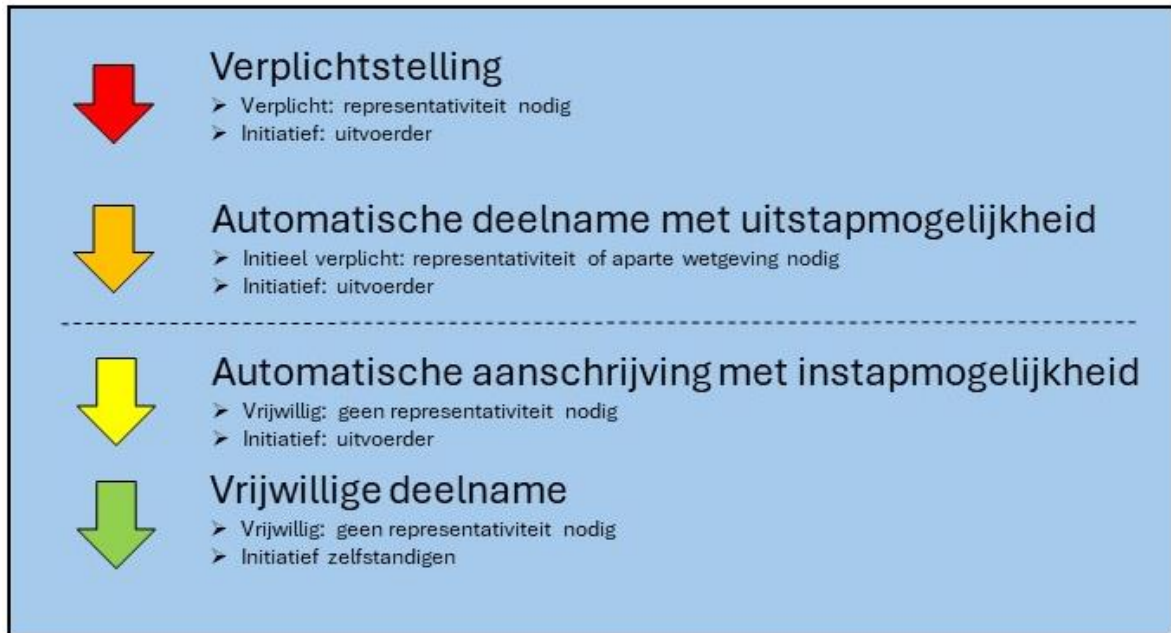 Verplichtstelling
➢ Verplicht: representativiteit nodig
➢ Initiatief: uitvoerder
Automatische deelname met uitstapmogelijkheid
➢ Initieel verplicht: representativiteit of aparte wetgeving nodig
➢ Initiatief: uitvoerder
Automatische aanschrijving met instapmogelijkheid
➢ Vrijwillig: geen representativiteit nodig
➢ Initiatief: uitvoerder
Vrijwillige deelname
➢ Vrijwillig: geen representativiteit nodig
➢ Initiatief zelfstandigen